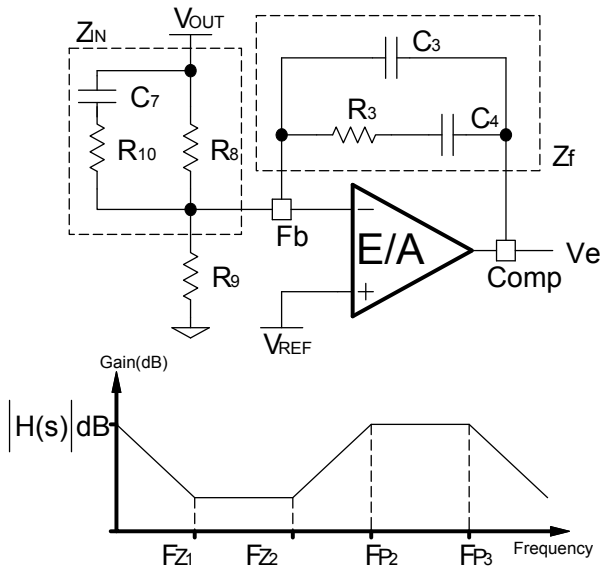 ZIN
VOUT
C7
R10
R8
C3
R3
C4
Zf
Fb
E/A
Ve
Comp
R9
VREF
Gain(dB)
|H(s)| dB
FZ1
FZ2
FP2
FP3
Frequency